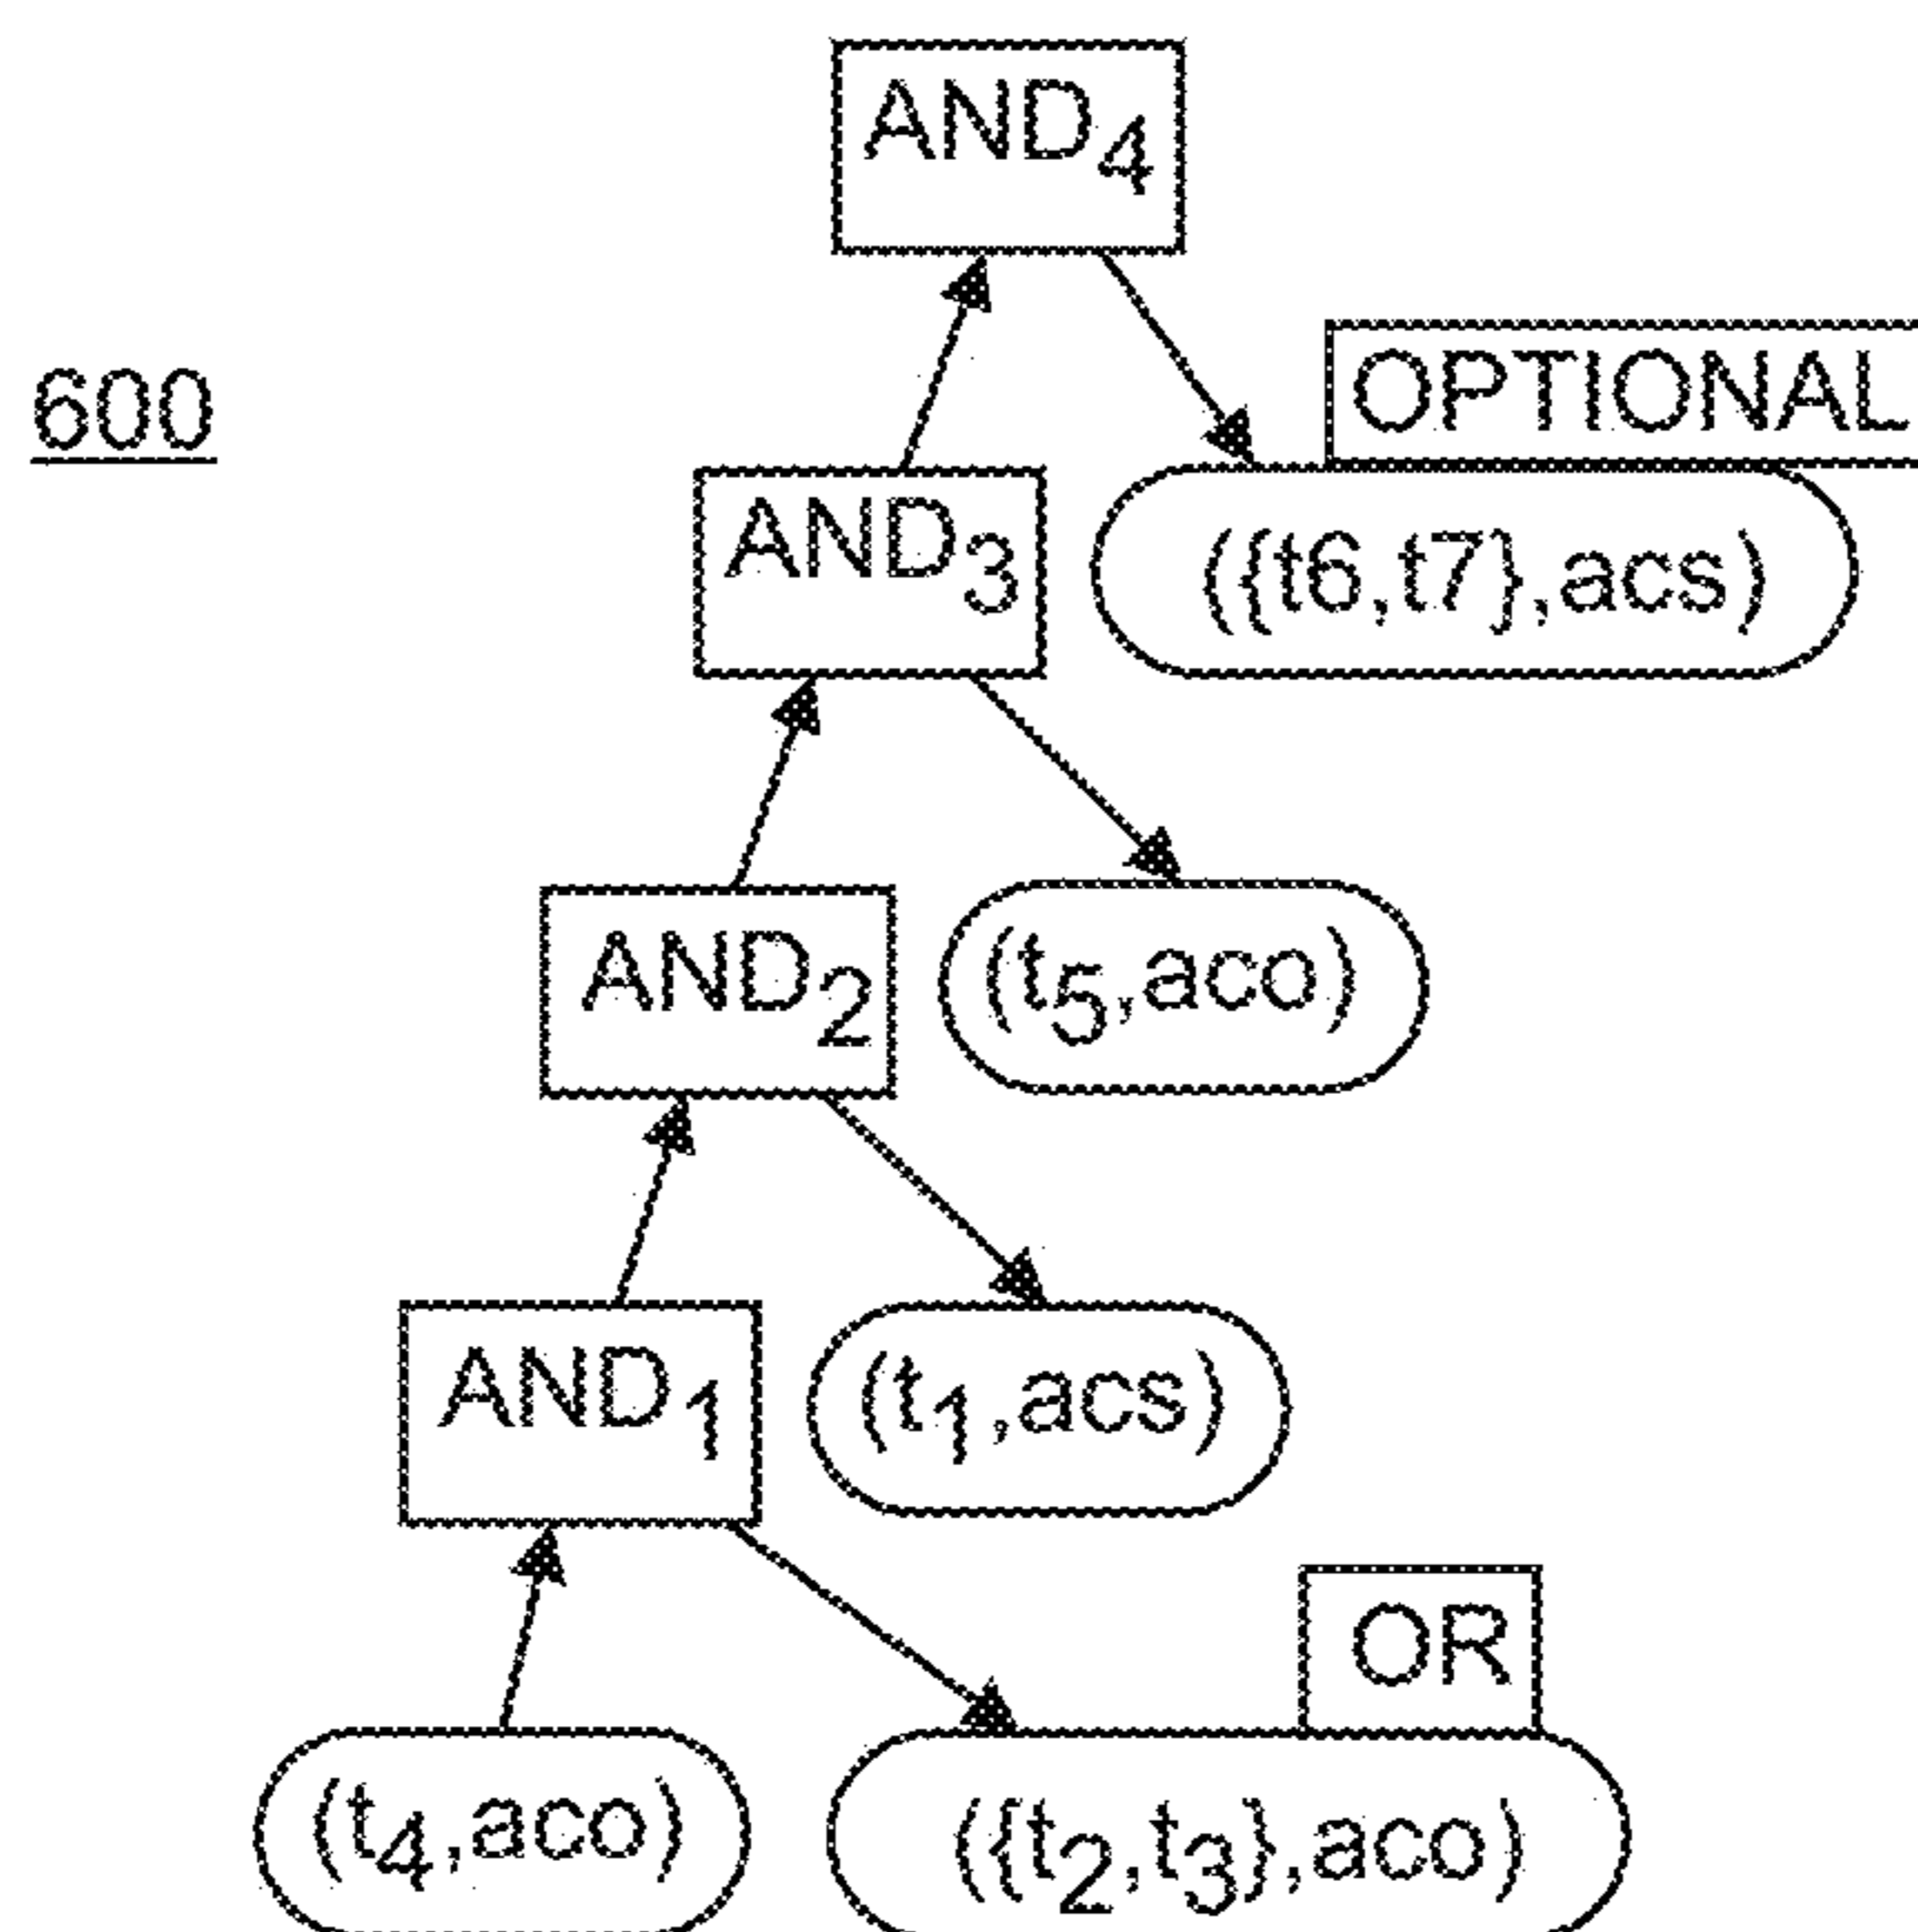 AND4
OPTIONAL
600
AND3
({t6,t7},acs)
AND2
(t5,aco)
AND1
(t1,acs)
OR
(t4,aco)
({t2,t3},aco)